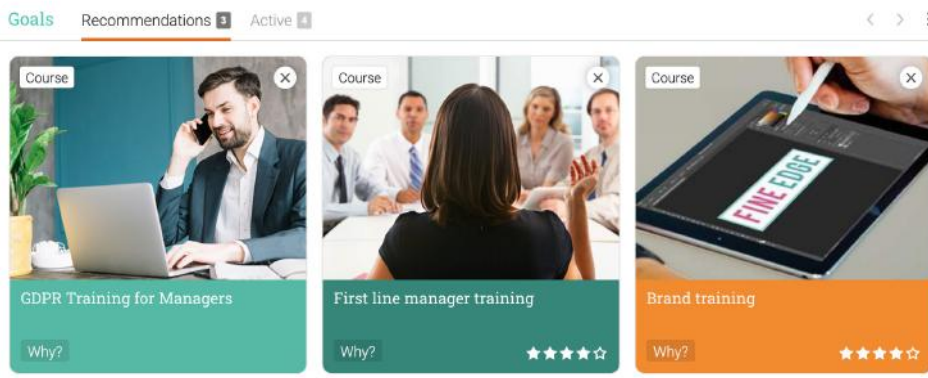 Goals
Recommendations 3
Active 4
Course
Course
Course
FINE EDGE
GDPR Training for Managers
First line manager training
Brand training
Why?
Why?
Why?